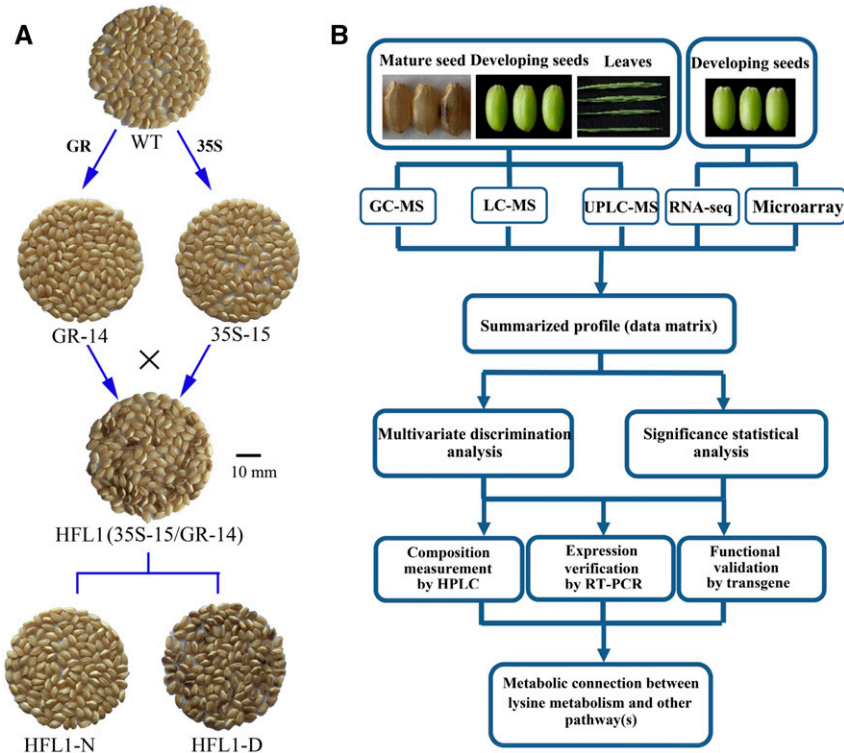 A
WT
GR
35S
GR-14
35S-15
×
10 mm
HFL1 (35S-15/GR-14)
HFL1-N
HFL1-D
B
Mature seed
Developing seeds
Leaves
Developing seeds
GC-MS
LC-MS
UPLC-MS
RNA-seq
Microarray
Summarized profile (data matrix)
Multivariate discrimination
analysis
Significance statistical
analysis
Composition
measurement
by HPLC
Expression
verification
by RT-PCR
Functional
validation
by transgene
Metabolic connection between
lysine metabolism and other
pathway(s)